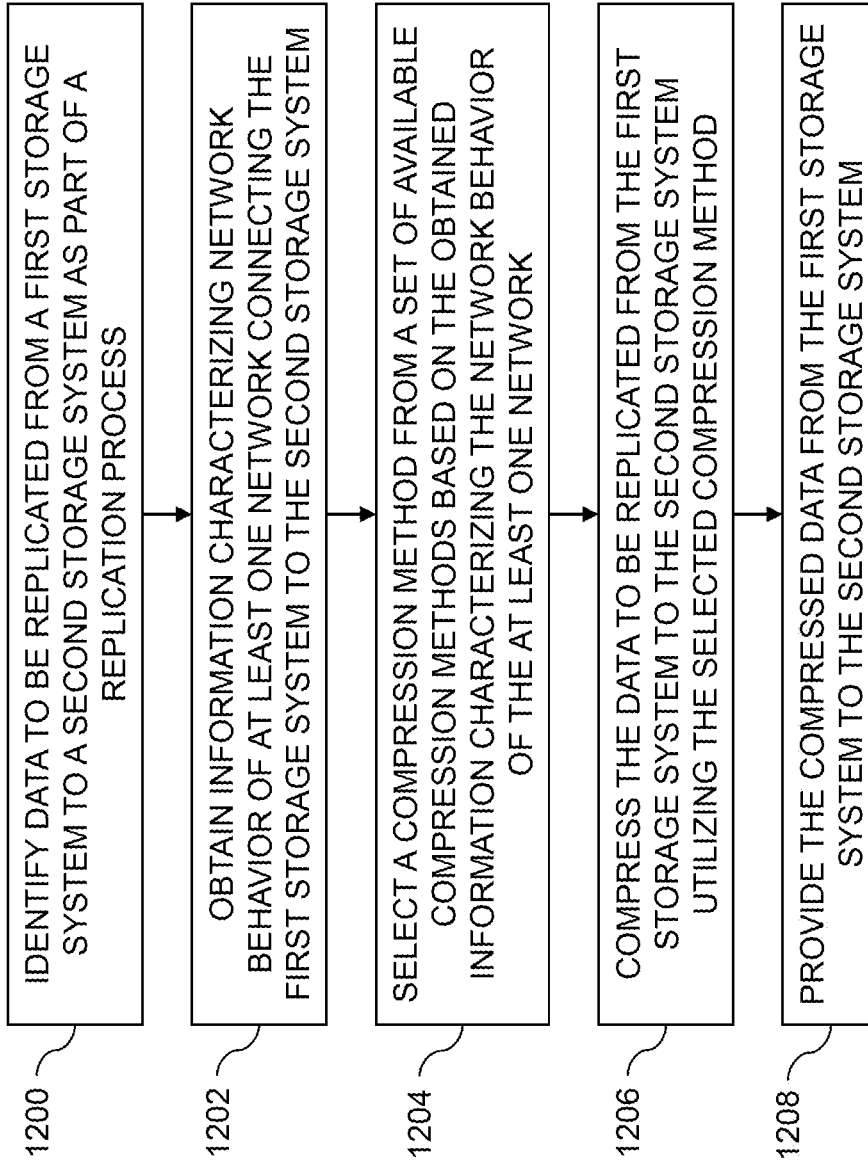 1200
IDENTIFY DATA TO BE REPLICATED FROM A FIRST STORAGE
SYSTEM TO A SECOND STORAGE SYSTEM AS PART OF A
REPLICATION PROCESS
1202
OBTAIN INFORMATION CHARACTERIZING NETWORK
BEHAVIOR OF AT LEAST ONE NETWORK CONNECTING THE
FIRST STORAGE SYSTEM TO THE SECOND STORAGE SYSTEM
1204
SELECT A COMPRESSION METHOD FROM A SET OF AVAILABLE
COMPRESSION METHODS BASED ON THE OBTAINED
INFORMATION CHARACTERIZING THE NETWORK BEHAVIOR
OF THE AT LEAST ONE NETWORK
1206
COMPRESS THE DATA TO BE REPLICATED FROM THE FIRST
STORAGE SYSTEM TO THE SECOND STORAGE SYSTEM
UTILIZING THE SELECTED COMPRESSION METHOD
1208
PROVIDE THE COMPRESSED DATA FROM THE FIRST STORAGE
SYSTEM TO THE SECOND STORAGE SYSTEM